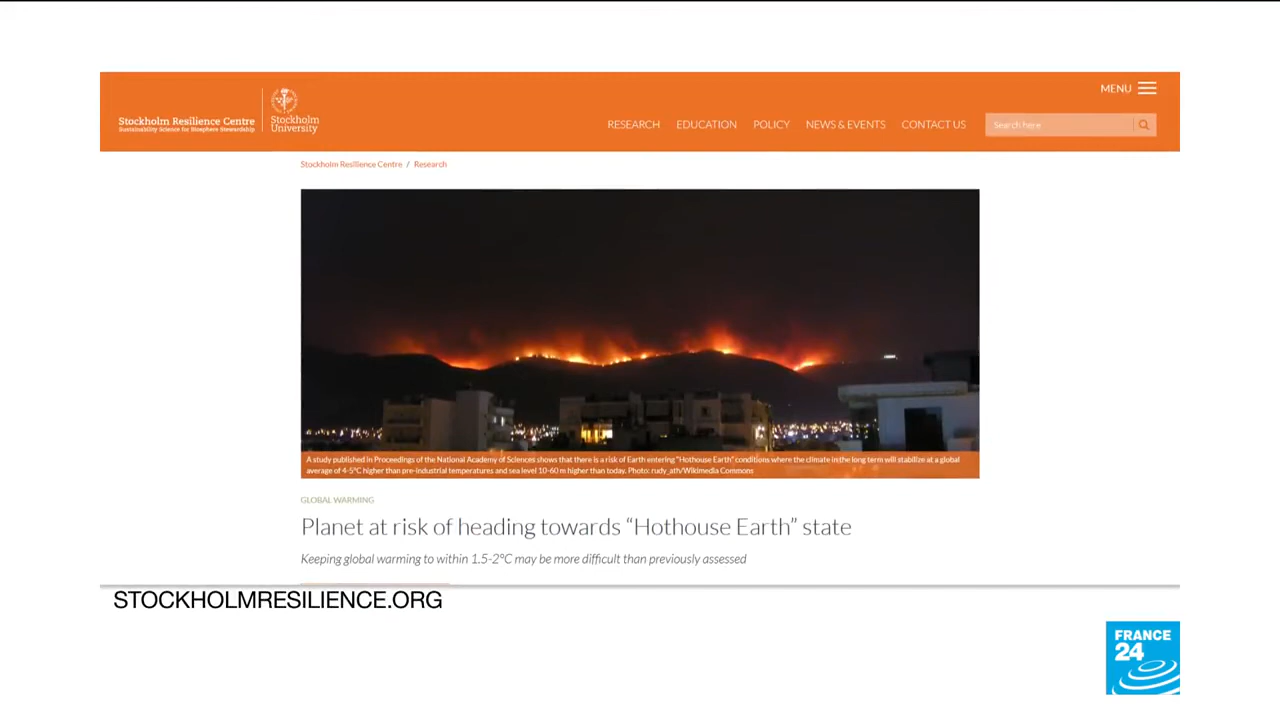 MENU
Stockholm Resilience Centre
Sustainability Science for Biosphere Stewardship
Stockholm
University
RESEARCH EDUCATION POLICY NEWS & EVENTS CONTACT US Search here
Stockholm Resilience Centre / Research
A study published in Proceedings of the National Academy of Sciences shows that there is a risk of Earth entering "Hothouse Earth" conditions where the climate in the long term will stabilize at a global
average of 4-5°C higher than pre-industrial temperatures and sea level 10-60 m higher than today. Photo: rudy_ath/Wikimedia Commons
GLOBAL WARMING
Planet at risk of heading towards “Hothouse Earth” state
Keeping global warming to within 1.5-2°C may be more difficult than previously assessed
STOCKHOLMRESILIENCE.ORG
FRANCE
24